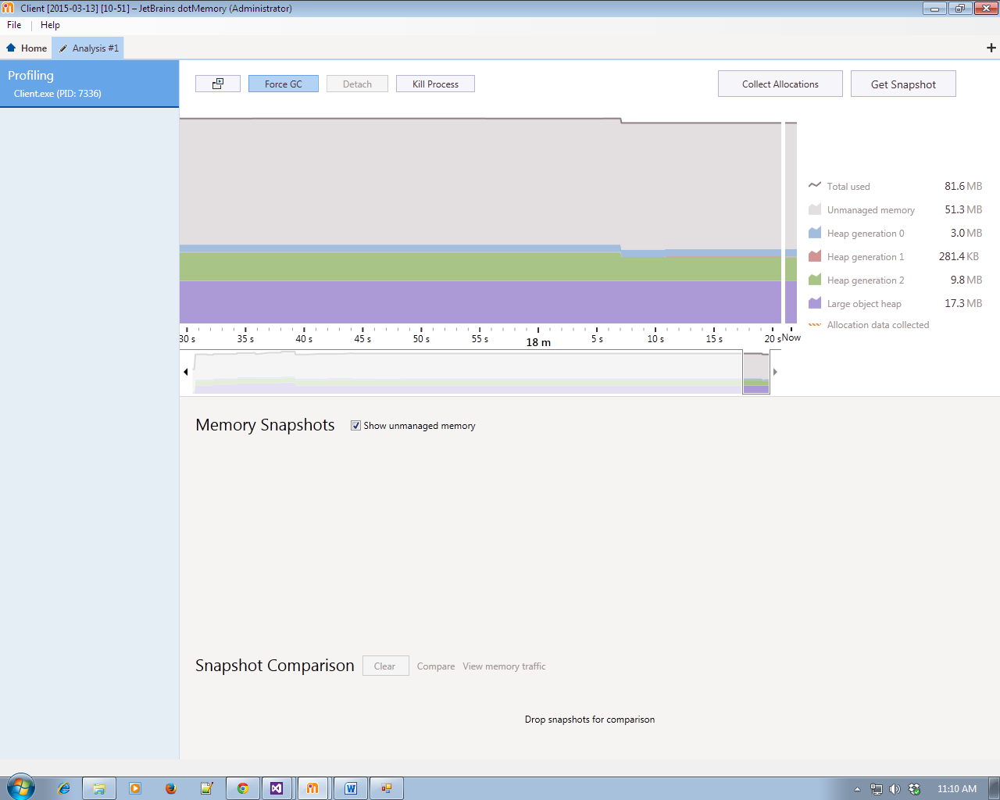 Client [2015-03-13] [10-51] – JetBrains dotMemory (Administrator)
File | Help
Home Analysis #1
Profiling
Client.exe (PID: 7336)
Force GC Detach Kill Process Collect Allocations Get Snapshot
Total used 81.6 MB
Unmanaged memory 51.3 MB
Heap generation 0 3.0 MB
Heap generation 1 281.4 KB
Heap generation 2 9.8 MB
Large object heap 17.3 MB
Allocation data collected
30 s 35 s 40 s 45 s 50 s 55 s 18 m 5 s 10 s 15 s 20 s Now
Memory Snapshots Show unmanaged memory
Snapshot Comparison Clear Compare View memory traffic
Drop snapshots for comparison
11:10 AM